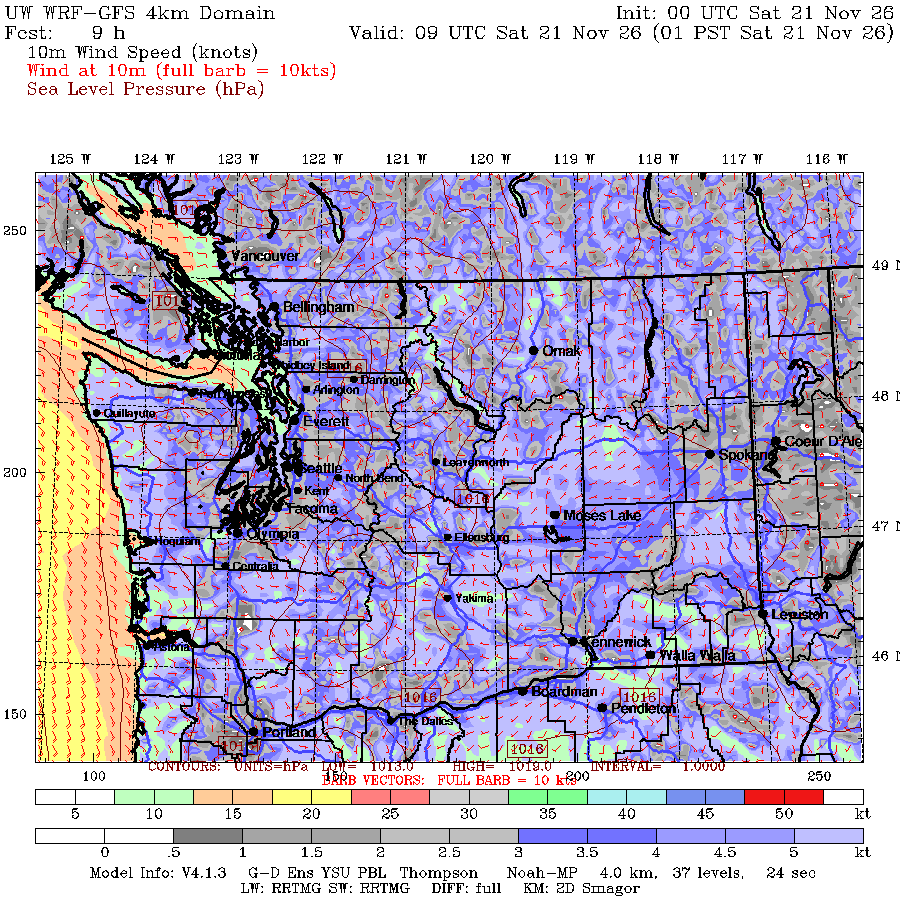 UW WRF-GFS 4km Domain Init: 00 UTC Sat 21 Nov 26
Fcst: 9 h Valid: 09 UTC Sat 21 Nov 26 (01 PST Sat 21 Nov 26)
10m Wind Speed (knots)
Wind at 10m (full barb = 10kts)
Sea Level Pressure (hPa)
125 W 124 W 123 W 122 W 121 W 120 W 119 W 118 W 117 W 116 W
250
Vancouver
49 N
Bellingham
Omak
Darrington
Arlington
48 N
Quillayute
Everett
Coeur D'Alene
Spokane
Leavenworth
200
Seattle
North Bend
Kent
1016
Tacoma
Moses Lake
47 N
Olympia
Ellensburg
Hoquiam
Centralia
Yakima
Lewiston
Kennewick
Astoria
Walla Walla
46 N
Boardman
1016
1016
Pendleton
150
The Dalles
Portland
1016
CONTOURS: UNITS=hPa LOW= 1013.0 HIGH= 1019.0 INTERVAL= 1.0000
100 150 200 250
BARB VECTORS: FULL BARB = 10 kts
5 10 15 20 25 30 35 40 45 50 kt
0 .5 1 1.5 2 2.5 3 3.5 4 4.5 5 kt
Model Info: V4.1.3 G-D Ens YSU PBL Thompson Noah-MP 4.0 km, 37 levels, 24 sec
LW: RRTMG SW: RRTMG DIFF: full KM: 2D Smagor